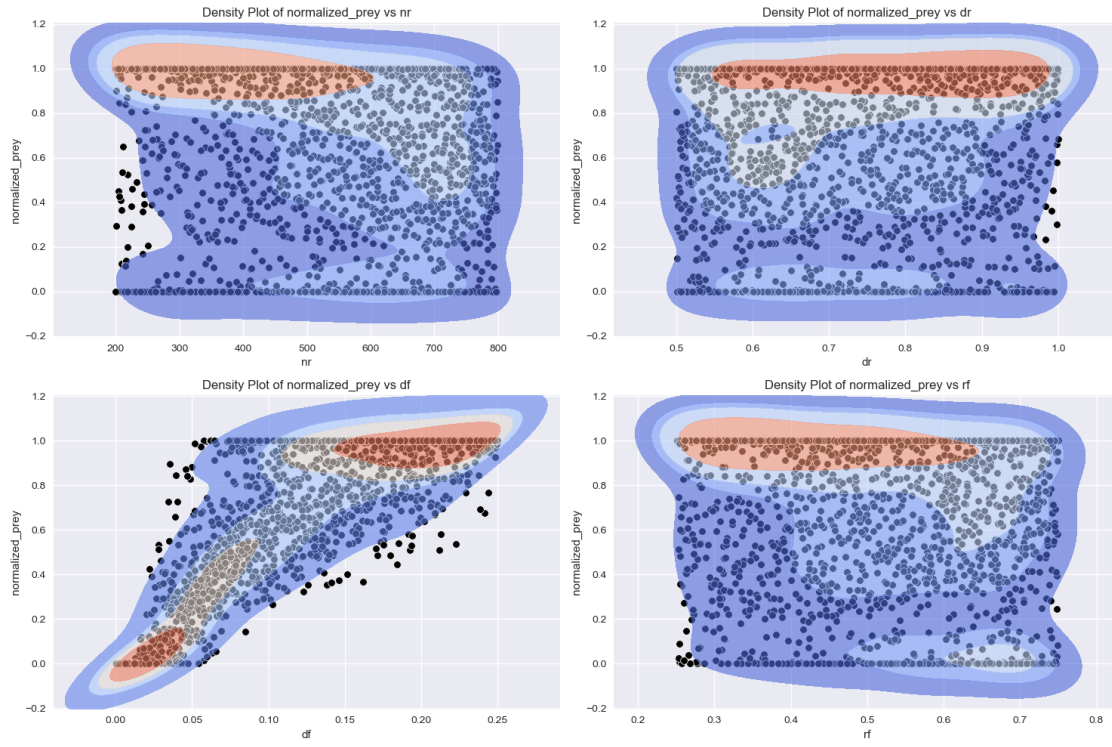 Density Plot of normalized_prey vs nr
1.2
1.0
0.8
0.6
0.4
0.2
0.0
−0.2
normalized_prey
200 300 400 500 600 700 800
nr
Density Plot of normalized_prey vs dr
1.2
1.0
0.8
0.6
0.4
0.2
0.0
−0.2
normalized_prey
0.5 0.6 0.7 0.8 0.9 1.0
dr
Density Plot of normalized_prey vs df
1.2
1.0
0.8
0.6
0.4
0.2
0.0
−0.2
normalized_prey
0.00 0.05 0.10 0.15 0.20 0.25
df
Density Plot of normalized_prey vs rf
1.2
1.0
0.8
0.6
0.4
0.2
0.0
−0.2
normalized_prey
0.2 0.3 0.4 0.5 0.6 0.7 0.8
rf